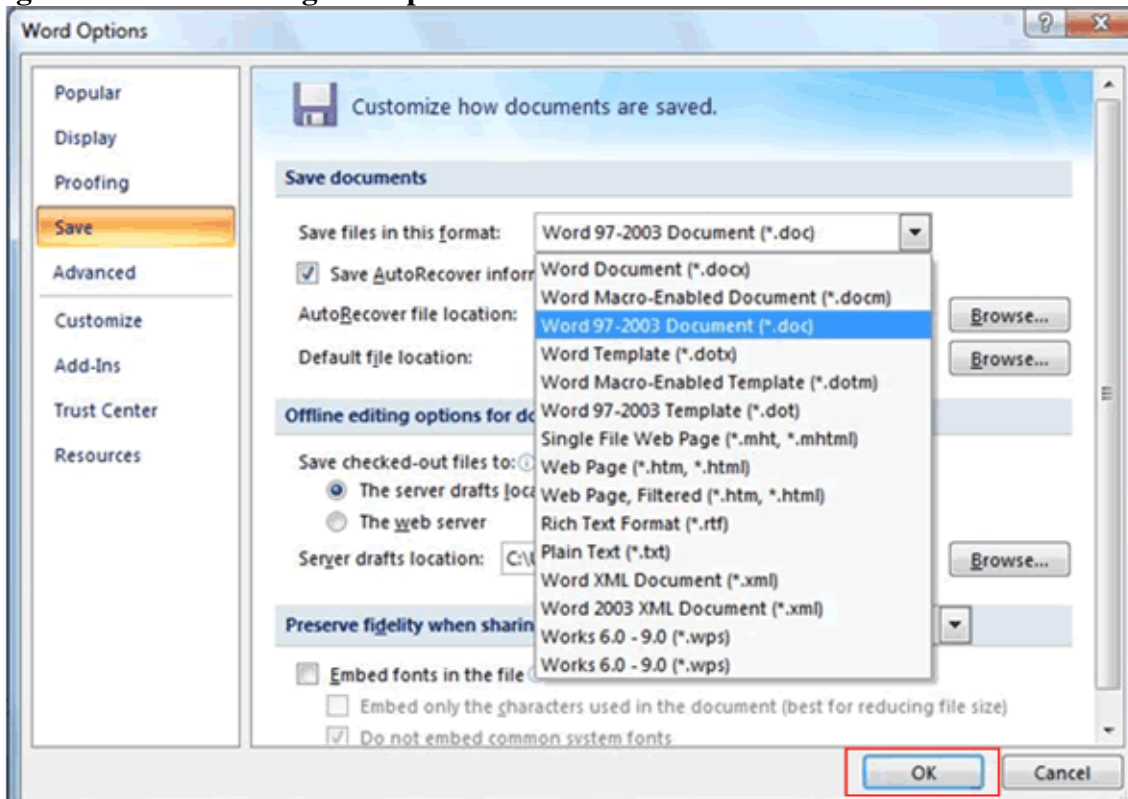 Word Options
Popular
Display
Proofing
Save
Advanced
Customize
Add-Ins
Trust Center
Resources
Customize how documents are saved.
Save documents
Save files in this format: Word 97-2003 Document (*.doc)
Save AutoRecover inforr
AutoRecover file location: Browse...
Default file location: Browse...
Word Document (*.docx)
Word Macro-Enabled Document (*.docm)
Word 97-2003 Document (*.doc)
Word Template (*.dotx)
Word Macro-Enabled Template (*.dotm)
Word 97-2003 Template (*.dot)
Single File Web Page (*.mht, *.mhtml)
Web Page (*.htm, *.html)
Web Page, Filtered (*.htm, *.html)
Rich Text Format (*.rtf)
Plain Text (*.txt)
Word XML Document (*.xml)
Word 2003 XML Document (*.xml)
Works 6.0 - 9.0 (*.wps)
Works 6.0 - 9.0 (*.wps)
Offline editing options for do
Save checked-out files to:
The server drafts loca
The web server
Server drafts location: C:\ Browse...
Preserve fidelity when sharin
Embed fonts in the file
Embed only the characters used in the document (best for reducing file size)
Do not embed common system fonts
OK Cancel